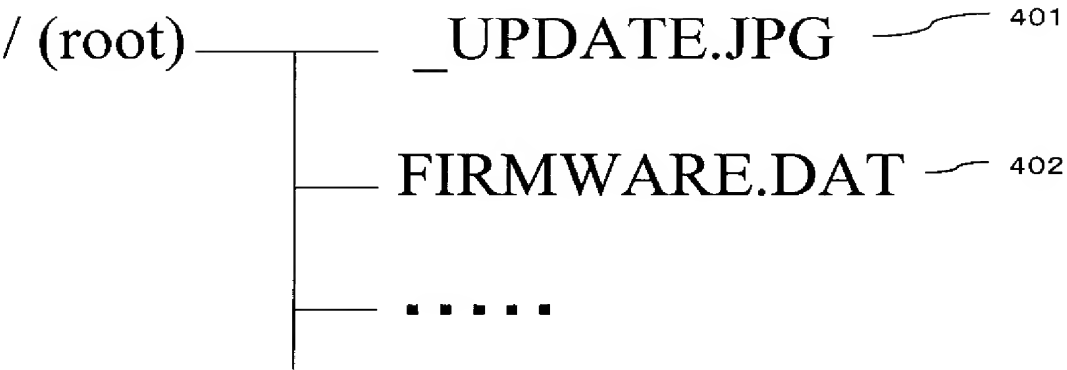 / (root) _UPDATE.JPG 401
FIRMWARE.DAT 402
.....